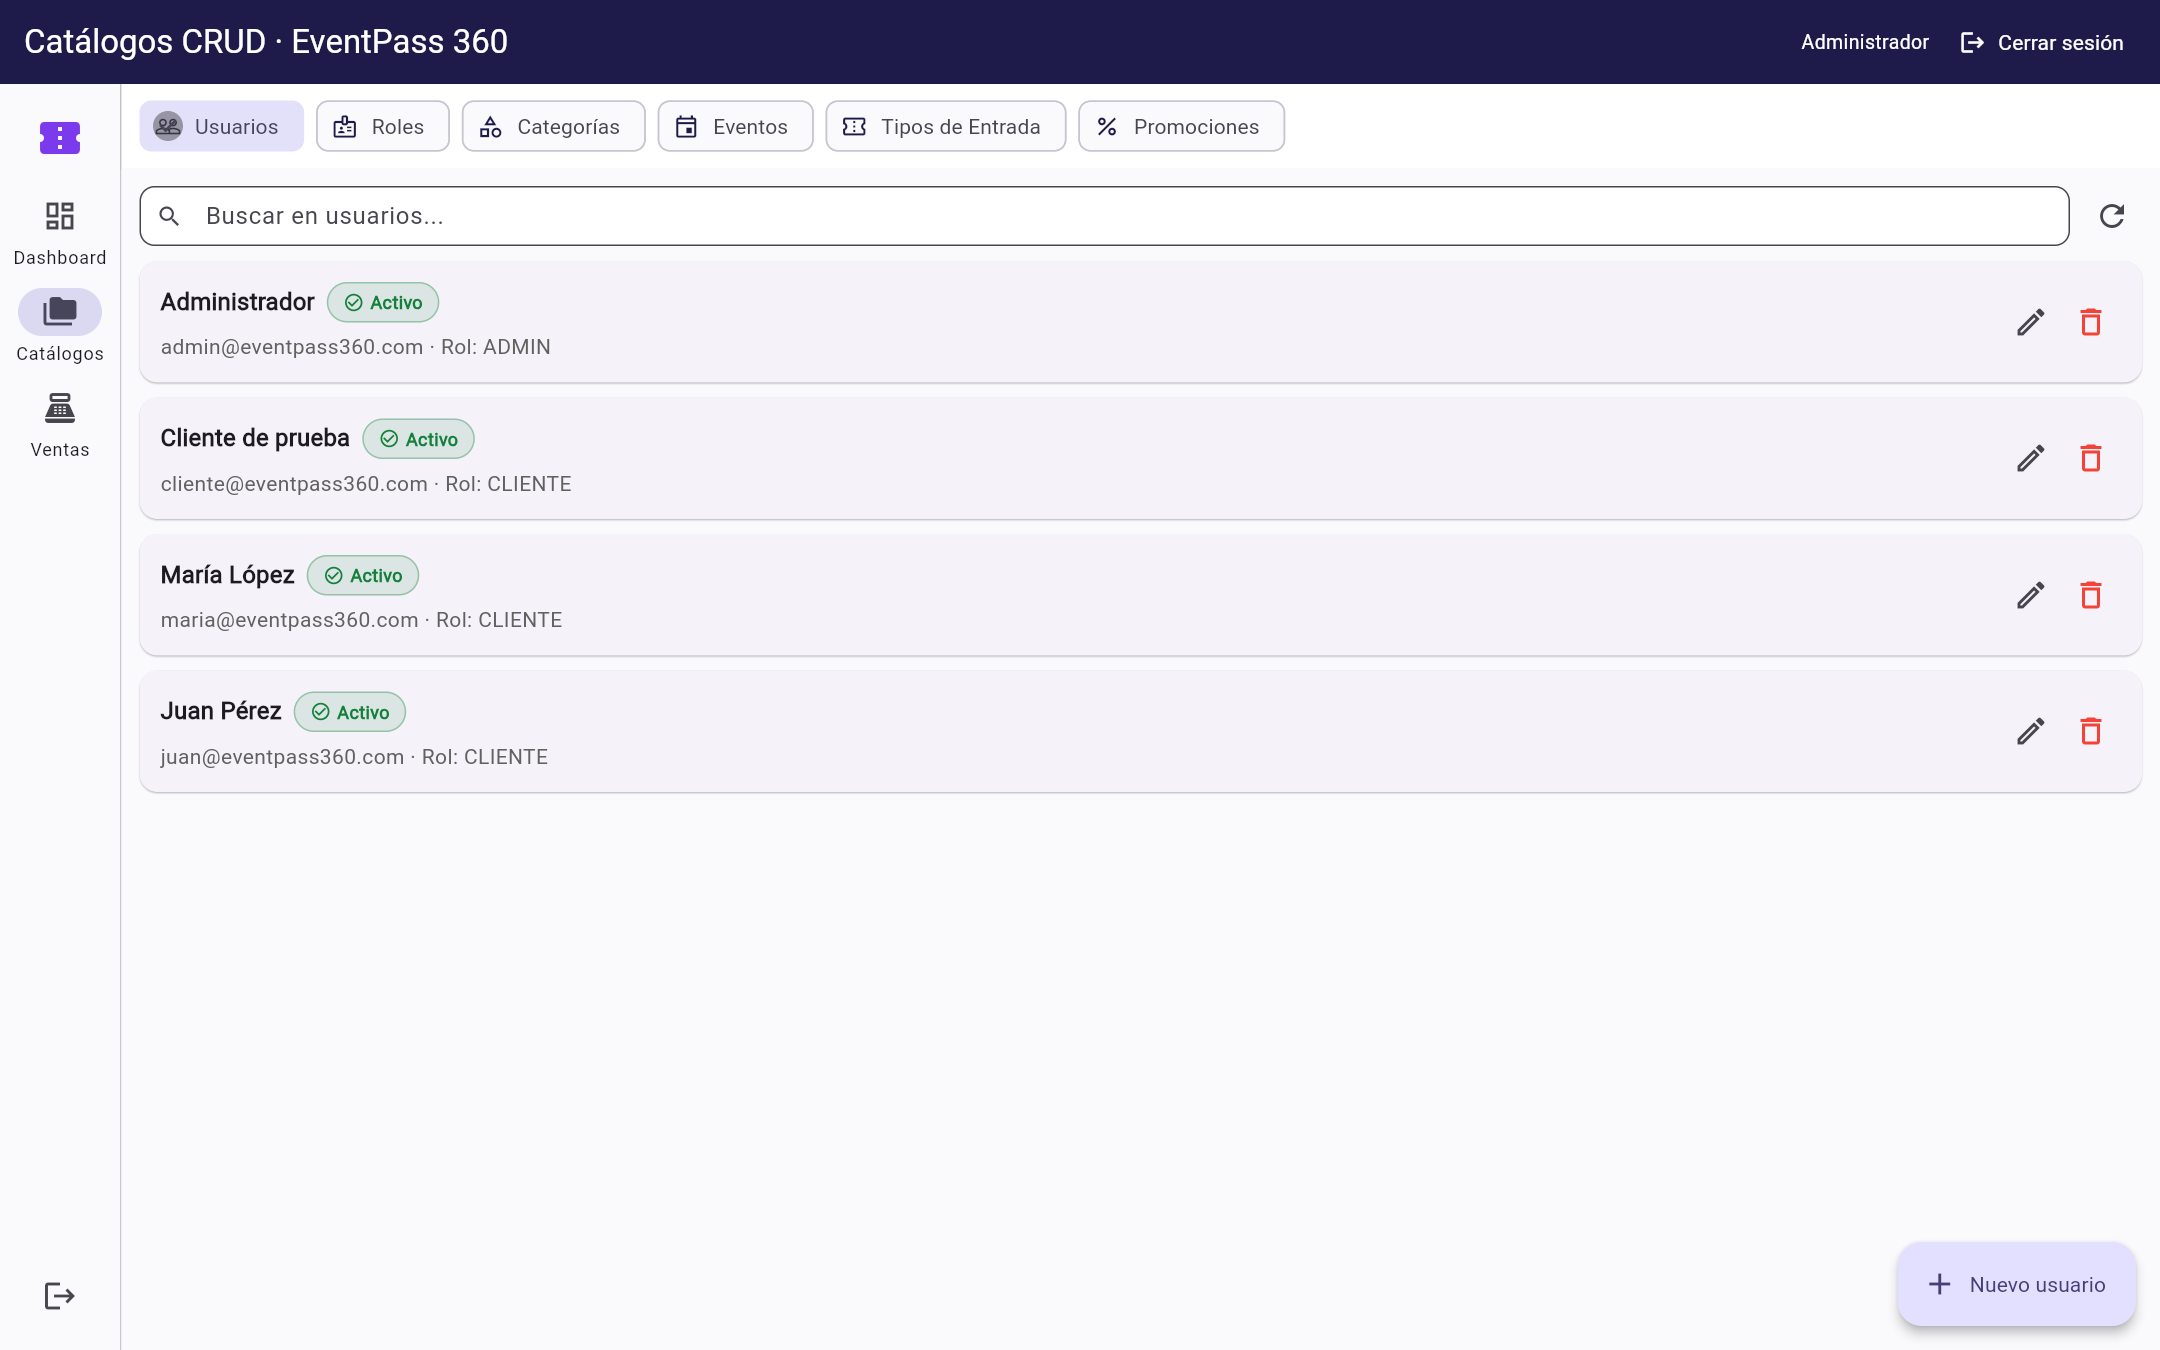 Catálogos CRUD · EventPass 360
Administrador
Cerrar sesión
Usuarios
Roles
Categorías
Eventos
Tipos de Entrada
Promociones
Dashboard
Catálogos
Ventas
Buscar en usuarios...
Administrador
Activo
admin@eventpass360.com · Rol: ADMIN
Cliente de prueba
Activo
cliente@eventpass360.com · Rol: CLIENTE
María López
Activo
maria@eventpass360.com · Rol: CLIENTE
Juan Pérez
Activo
juan@eventpass360.com · Rol: CLIENTE
Nuevo usuario